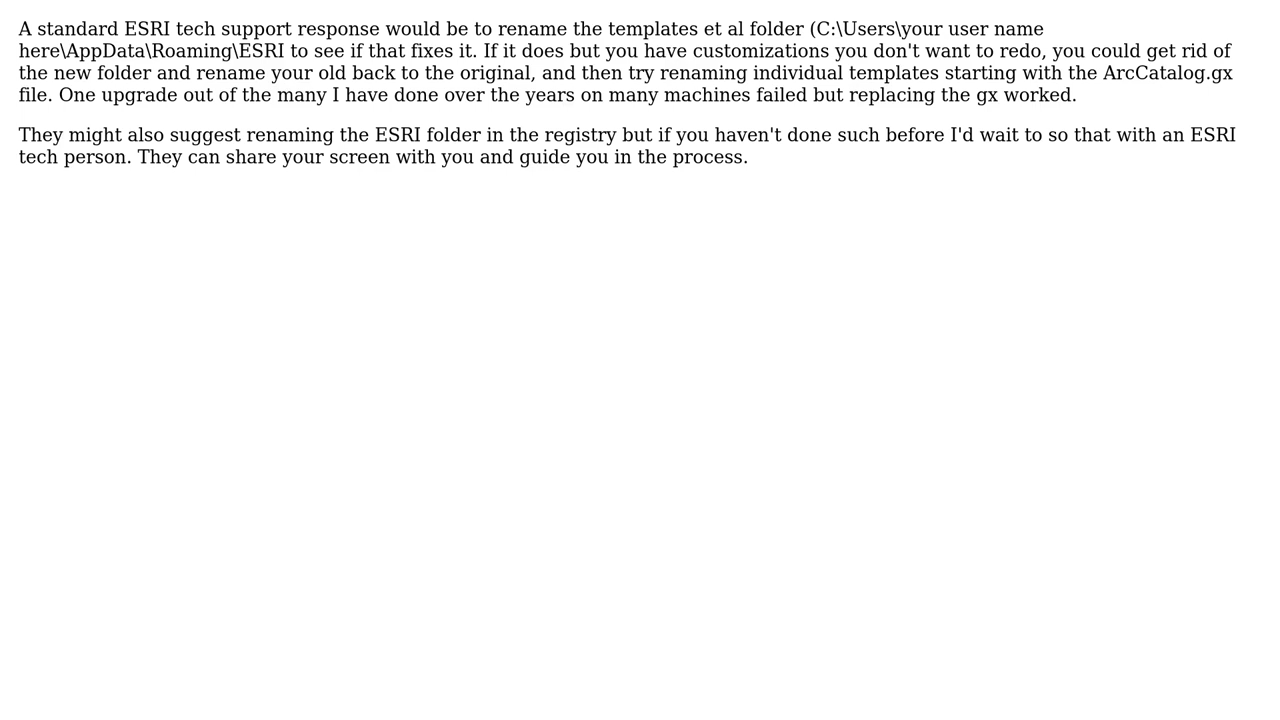 A standard ESRI tech support response would be to rename the templates et al folder (C:\Users\your user name
here\AppData\Roaming\ESRI to see if that fixes it. If it does but you have customizations you don't want to redo, you could get rid of
the new folder and rename your old back to the original, and then try renaming individual templates starting with the ArcCatalog.gx
file. One upgrade out of the many I have done over the years on many machines failed but replacing the gx worked.
They might also suggest renaming the ESRI folder in the registry but if you haven't done such before I'd wait to so that with an ESRI
tech person. They can share your screen with you and guide you in the process.